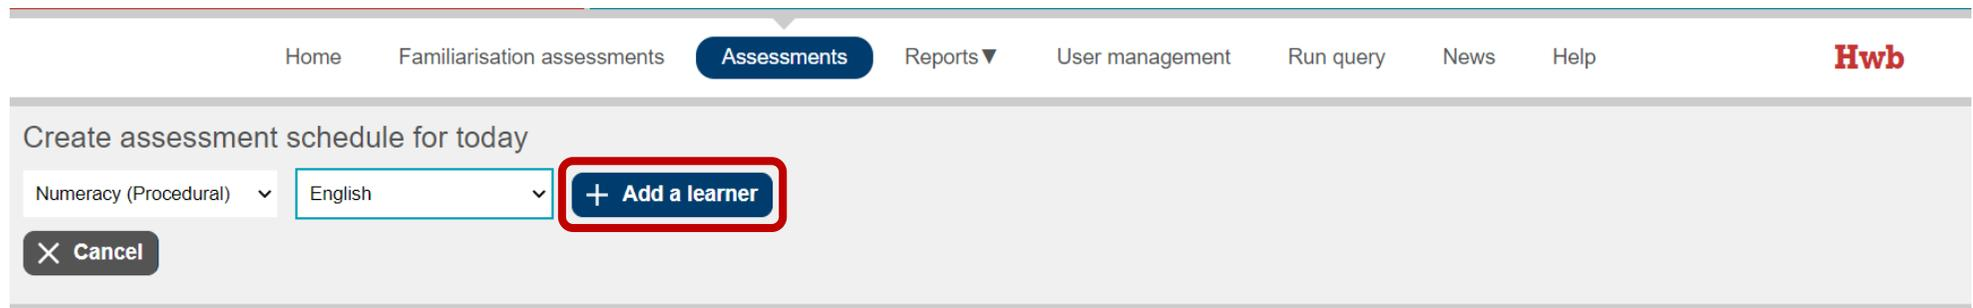 Home Familiarisation assessments Assessments Reports▼ User management Run query News Help Hwb
Create assessment schedule for today
Numeracy (Procedural) English + Add a learner
Cancel